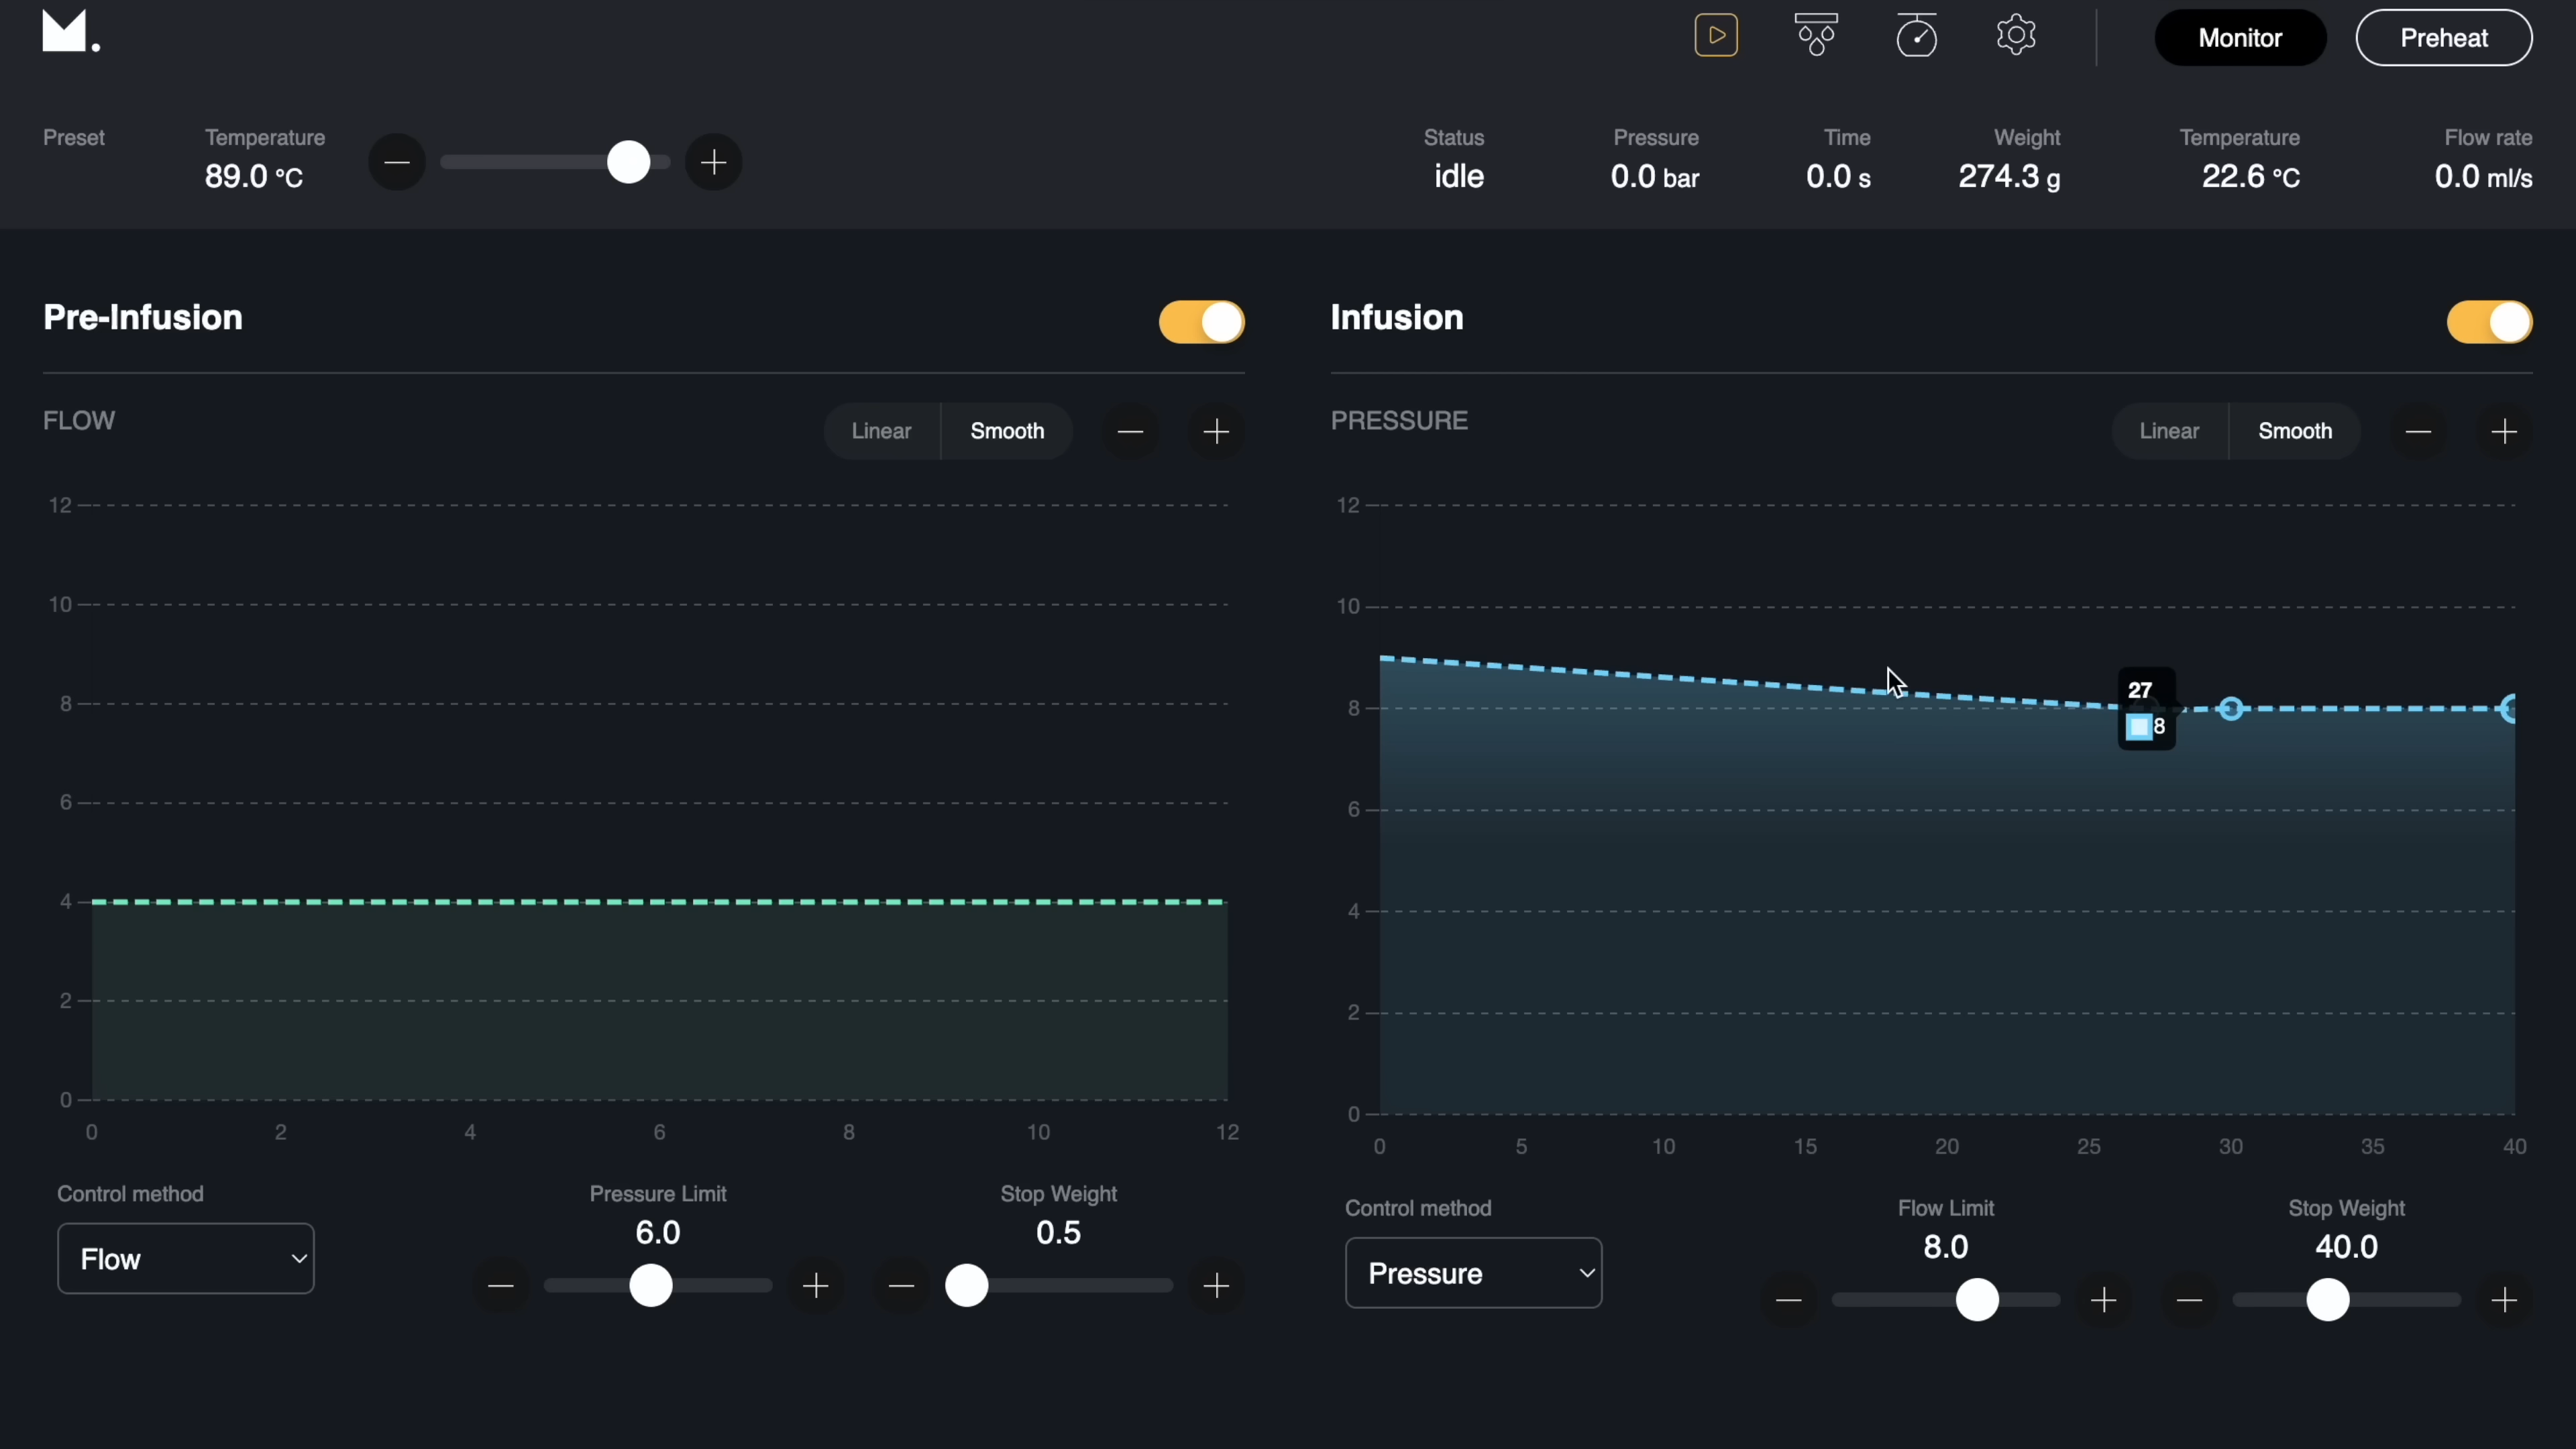 M.
Monitor
Preheat
Preset
Temperature
89.0 °C
Status
idle
Pressure
0.0 bar
Time
0.0 s
Weight
274.3 g
Temperature
22.6 °C
Flow rate
0.0 ml/s
Pre-Infusion
FLOW
Linear
Smooth
12
10
8
6
4
2
0
0 2 4 6 8 10 12
Control method
Flow
Pressure Limit
6.0
Stop Weight
0.5
Infusion
PRESSURE
Linear
Smooth
12
10
8
6
4
2
0
27
8
0 5 10 15 20 25 30 35 40
Control method
Pressure
Flow Limit
8.0
Stop Weight
40.0